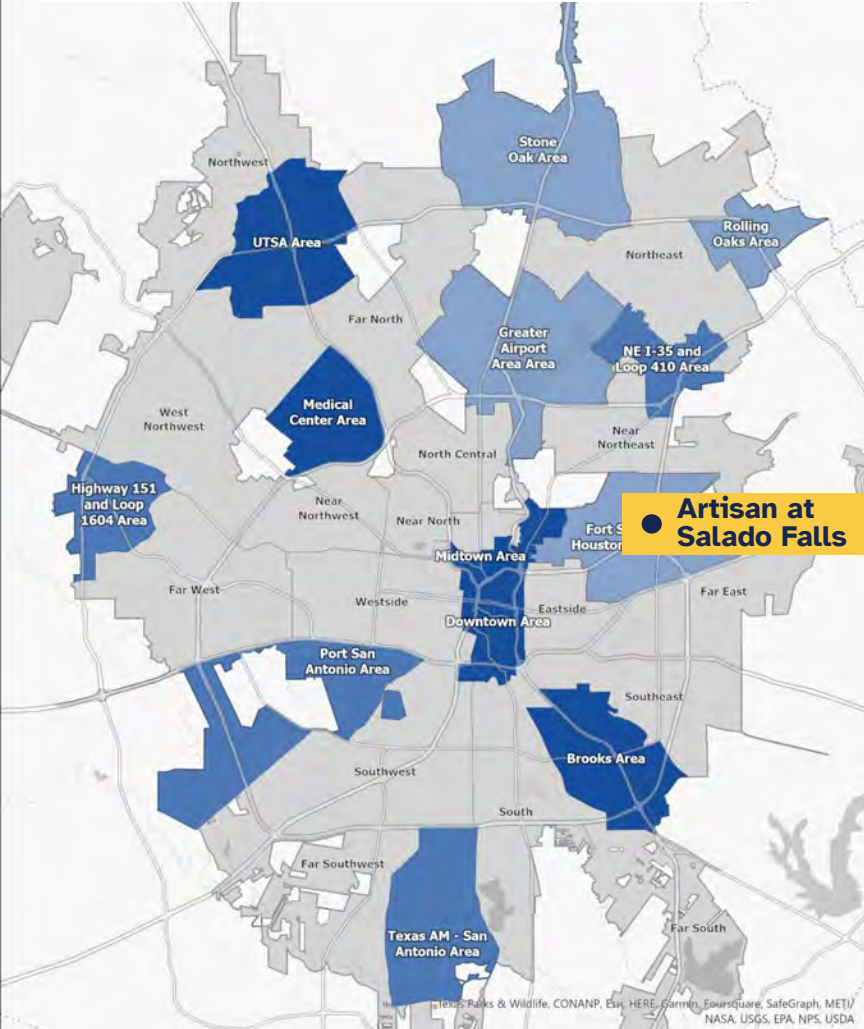 Stone
Oak Area
Northwest
Rolling
Oaks Area
UTSA Area
Northeast
Far North
Greater
Airport
Area Area
NE I-35 and
Loop 410 Area
Medical
Center Area
West
Northwest
Near
Northeast
North Central
Highway 151
and Loop
1604 Area
Near
Northwest
Near North
Fort S
Houston
Artisan at
Salado Falls
Midtown Area
Far West
Far East
Westside
Eastside
Downtown Area
Port San
Antonio Area
Southeast
Brooks Area
Southwest
South
Far Southwest
Far South
Texas AM - San
Antonio Area
Texas Parks & Wildlife, CONANP, Esri, HERE, Garmin, Foursquare, SafeGraph, METI/
NASA, USGS, EPA, NPS, USDA